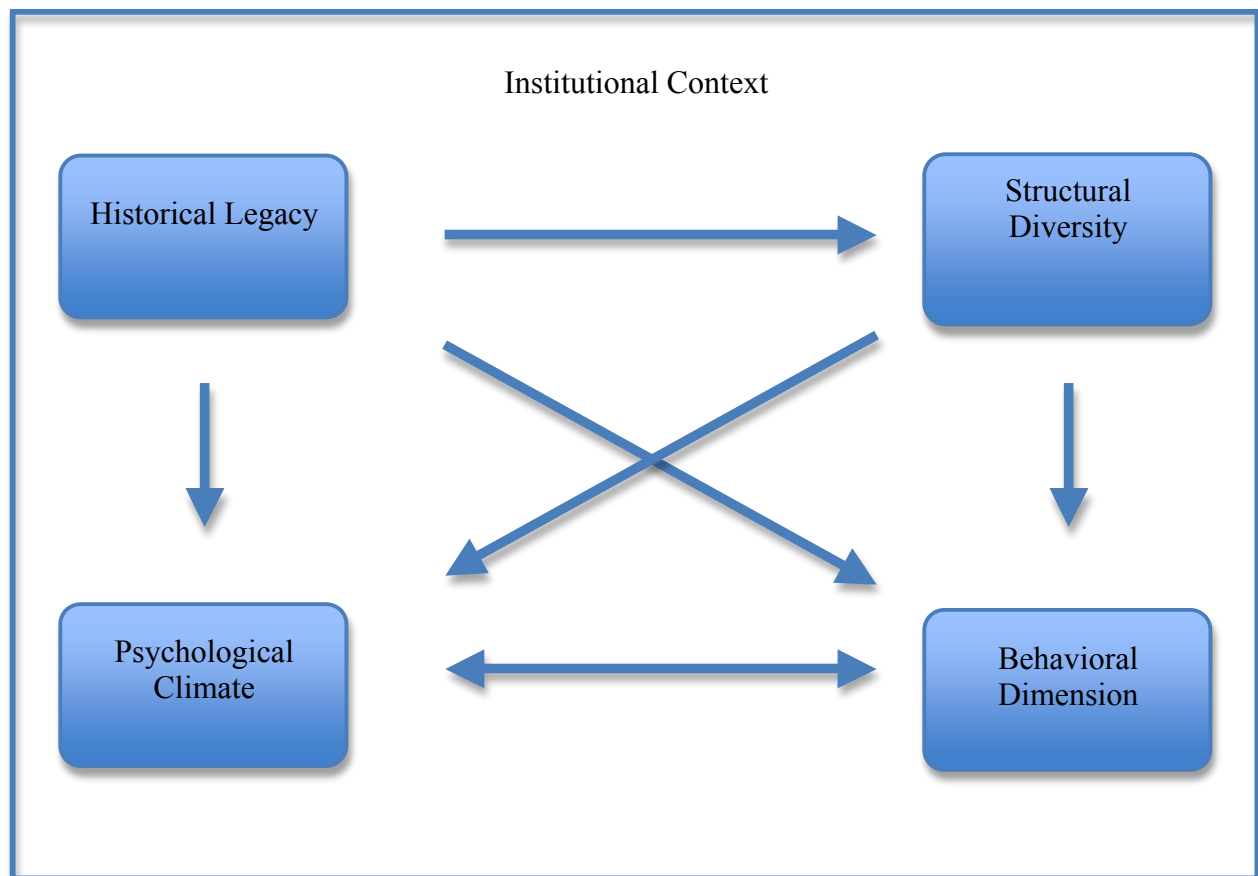 Institutional Context
Historical Legacy
Structural
Diversity
Psychological
Climate
Behavioral
Dimension